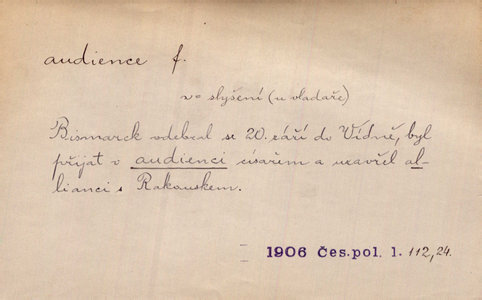 audience f.
v= slyšení (u vladaře)
Bismarck odebral se 20. září do Vídně, byl
přijat v audienci císařem a uzavřel al-
lianci s Rakouskem.
1906 Čes.pol. 1. 112,24.